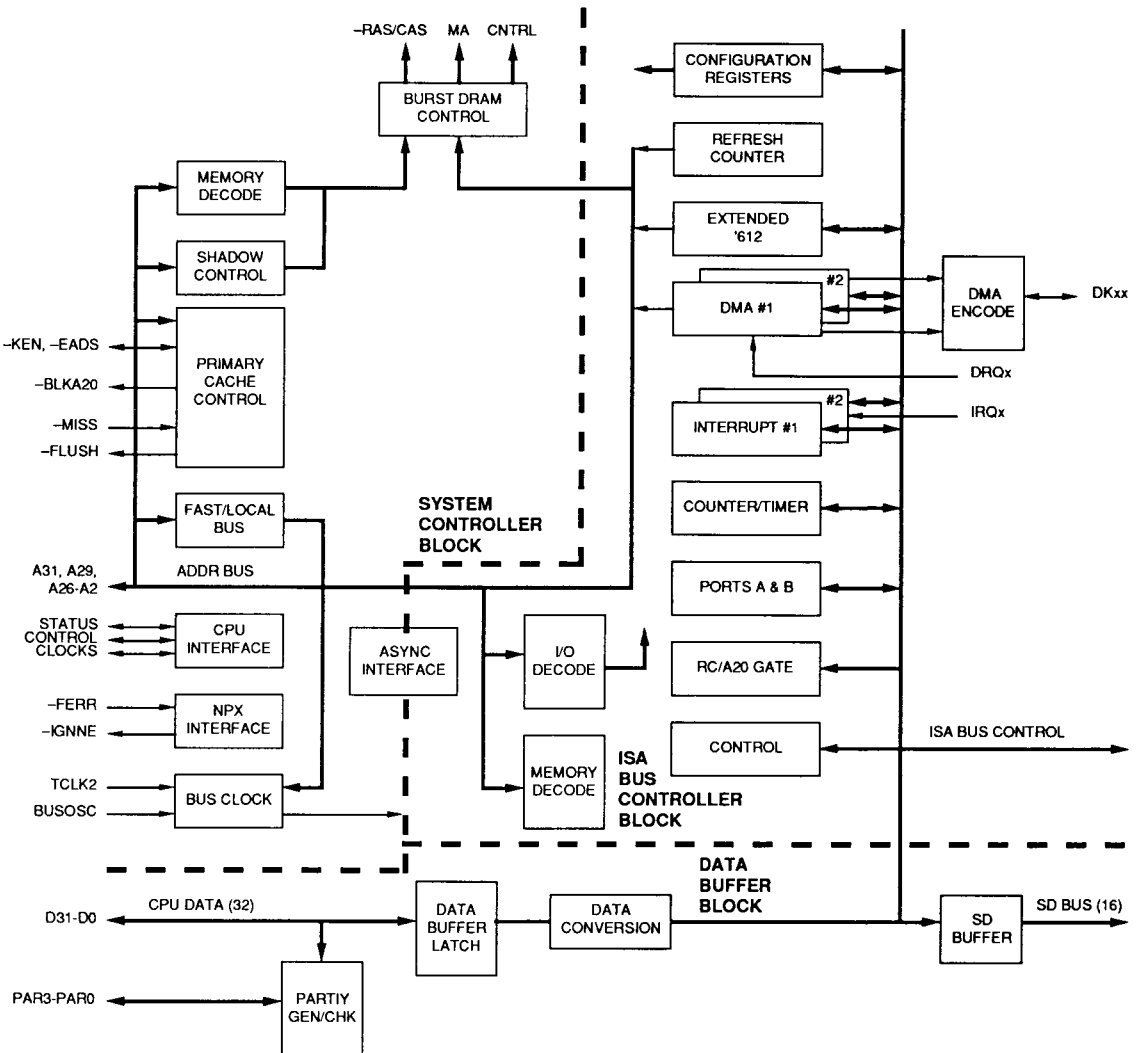 –RAS/CAS MA CNTRL
BURST DRAM
CONTROL
CONFIGURATION
REGISTERS
REFRESH
COUNTER
MEMORY
DECODE
EXTENDED
'612
SHADOW
CONTROL
#2
DMA #1
DMA
ENCODE
DKxx
–KEN, –EADS
–BLKA20
–MISS
–FLUSH
PRIMARY
CACHE
CONTROL
DRQx
#2
INTERRUPT #1
IRQx
FAST/LOCAL
BUS
SYSTEM
CONTROLLER
BLOCK
COUNTER/TIMER
A31, A29,
A26-A2
ADDR BUS
PORTS A & B
STATUS
CONTROL
CLOCKS
CPU
INTERFACE
ASYNC
INTERFACE
I/O
DECODE
RC/A20 GATE
–FERR
–IGNNE
NPX
INTERFACE
CONTROL
ISA BUS CONTROL
TCLK2
BUSOSC
BUS CLOCK
MEMORY
DECODE
ISA
BUS
CONTROLLER
BLOCK
DATA
BUFFER
BLOCK
D31-D0
CPU DATA (32)
DATA
BUFFER
LATCH
DATA
CONVERSION
SD
BUFFER
SD BUS (16)
PAR3-PAR0
PARTIY
GEN/CHK